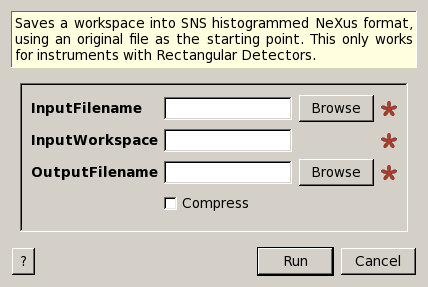 Saves a workspace into SNS histogrammed NeXus format,
using an original file as the starting point. This only works
for instruments with Rectangular Detectors.
InputFilename Browse *
InputWorkspace *
OutputFilename Browse *
Compress
? Run Cancel